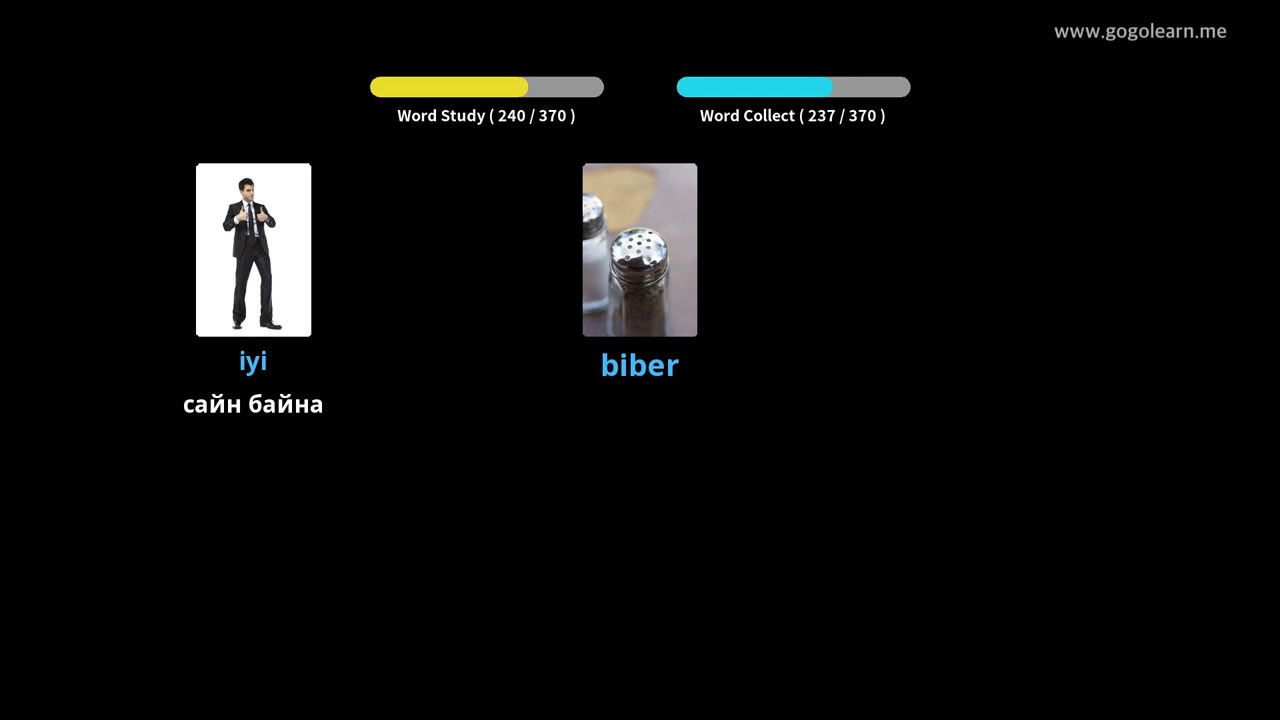 www.gogolearn.me
Word Study ( 240 / 370 )
Word Collect ( 237 / 370 )
iyi
biber
сайн байна